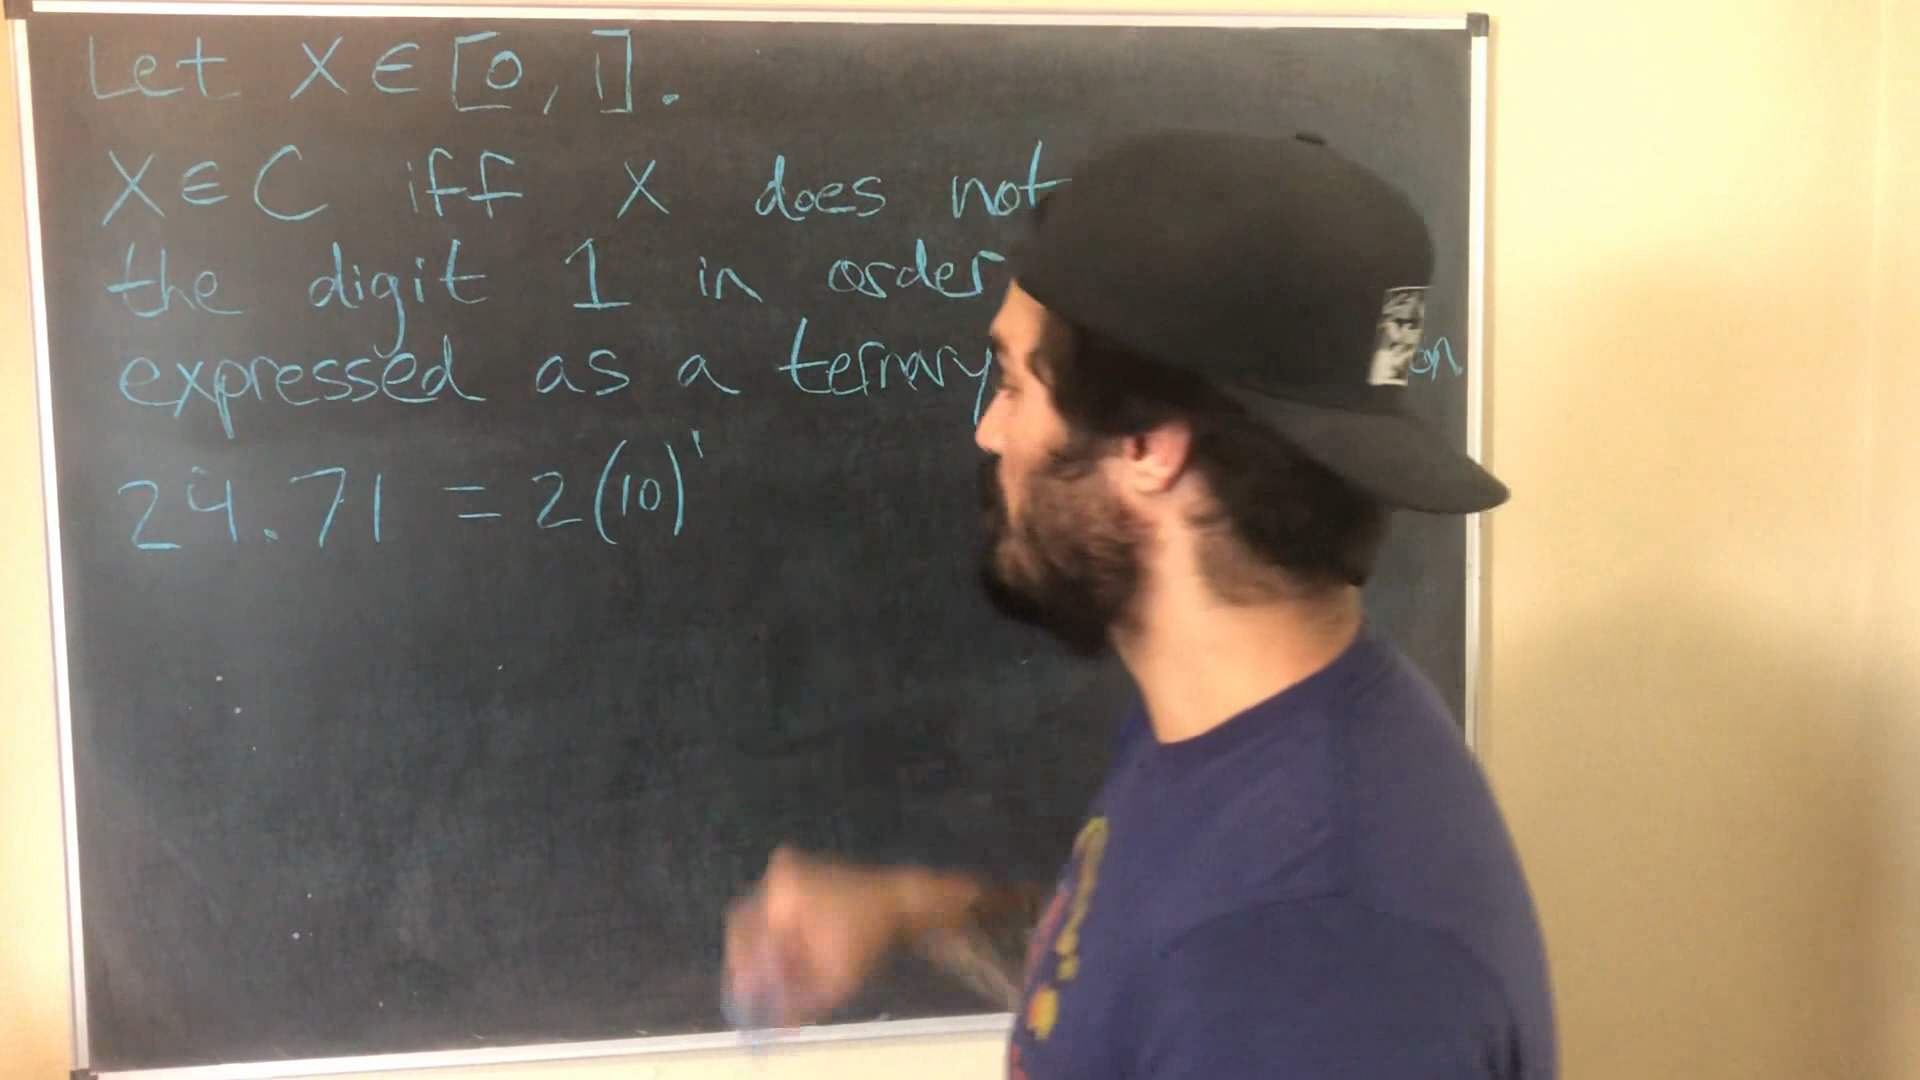 Let X ∈ [0, 1].
X ∈ C iff X does not
the digit 1 in order
expressed as a ternary
24.71 = 2(10)¹